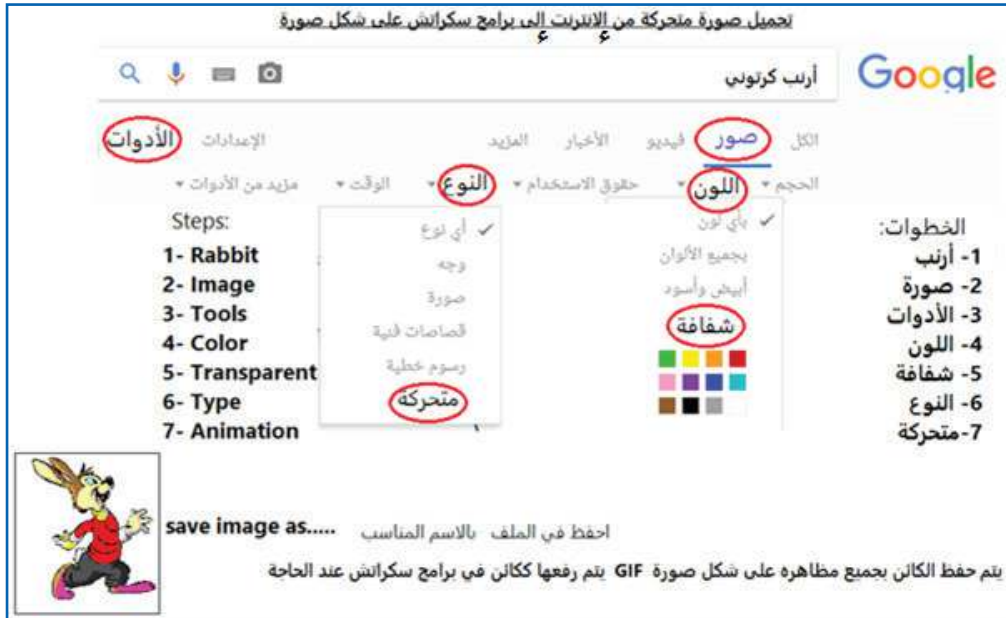 تحميل صورة متحركة من الإنترنت إلى برامج سكراتش على شكل صورة
Google
أرنب كرتوني
الكل صور فيديو الأخبار المزيد الإعدادات الأدوات
الحجم اللون حقوق الاستخدام النوع الوقت مزيد من الأدوات
بأي لون
بجميع الألوان
أبيض وأسود
شفافة
أي نوع
وجه
صورة
قصاصات فنية
رسوم خطية
متحركة
الخطوات:
1- أرنب
2- صورة
3- الأدوات
4- اللون
5- شفافة
6- النوع
7-متحركة
Steps:
1- Rabbit
2- Image
3- Tools
4- Color
5- Transparent
6- Type
7- Animation
save image as..... احفظ في الملف بالاسم المناسب
يتم حفظ الكائن بجميع مظاهره على شكل صورة GIF يتم رفعها ككائن في برامج سكراتش عند الحاجة